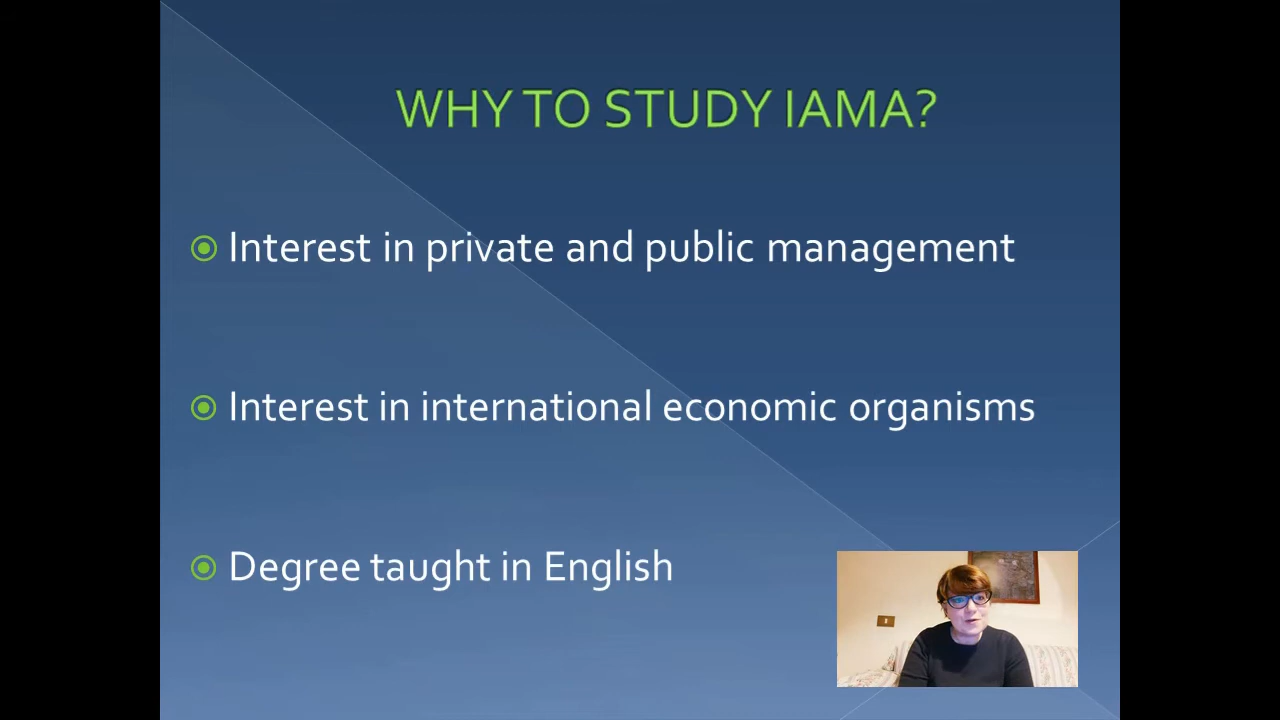 WHY TO STUDY IAMA?
Interest in private and public management
Interest in international economic organisms
Degree taught in English